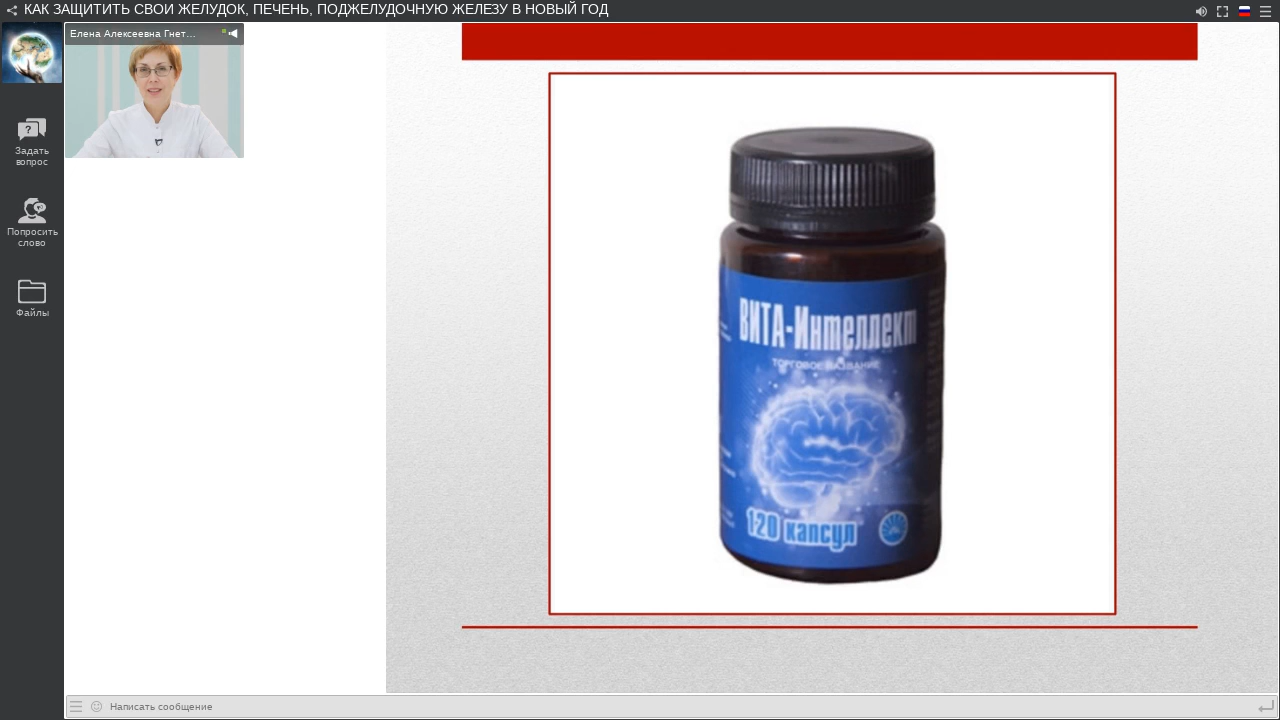 КАК ЗАЩИТИТЬ СВОИ ЖЕЛУДОК, ПЕЧЕНЬ, ПОДЖЕЛУДОЧНУЮ ЖЕЛЕЗУ В НОВЫЙ ГОД
Елена Алексеевна Гнет...
Задать
вопрос
Попросить
слово
Файлы
ВИТА-Интеллект
ТОРГОВОЕ НАЗВАНИЕ
120 капсул
Написать сообщение